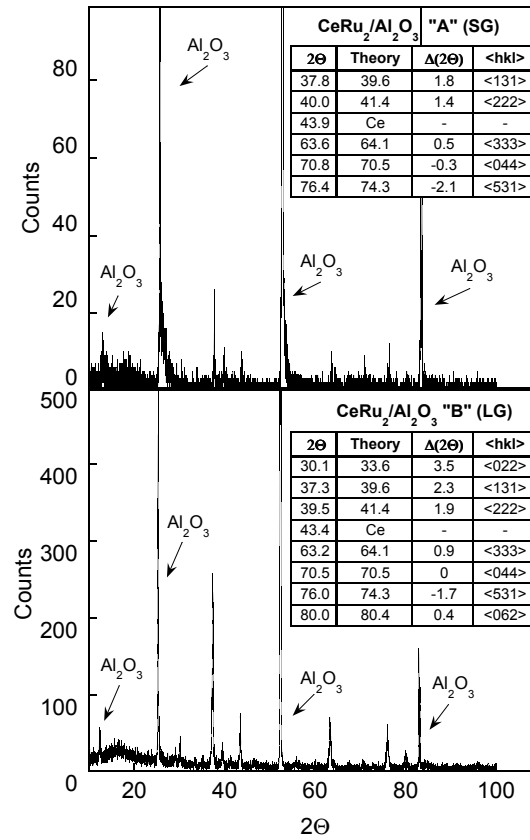 CeRu2/Al2O3 "A" (SG)
2Θ Theory Δ(2Θ) <hkl>
37.8 39.6 1.8 <131>
40.0 41.4 1.4 <222>
43.9 Ce - -
63.6 64.1 0.5 <333>
70.8 70.5 -0.3 <044>
76.4 74.3 -2.1 <531>
Al2O3
Al2O3
Al2O3
Al2O3
80
60
40
20
0
Counts
CeRu2/Al2O3 "B" (LG)
2Θ Theory Δ(2Θ) <hkl>
30.1 33.6 3.5 <022>
37.3 39.6 2.3 <131>
39.5 41.4 1.9 <222>
43.4 Ce - -
63.2 64.1 0.9 <333>
70.5 70.5 0 <044>
76.0 74.3 -1.7 <531>
80.0 80.4 0.4 <062>
Al2O3
Al2O3
Al2O3
Al2O3
500
400
300
200
100
0
Counts
20 40 60 80 100
2Θ